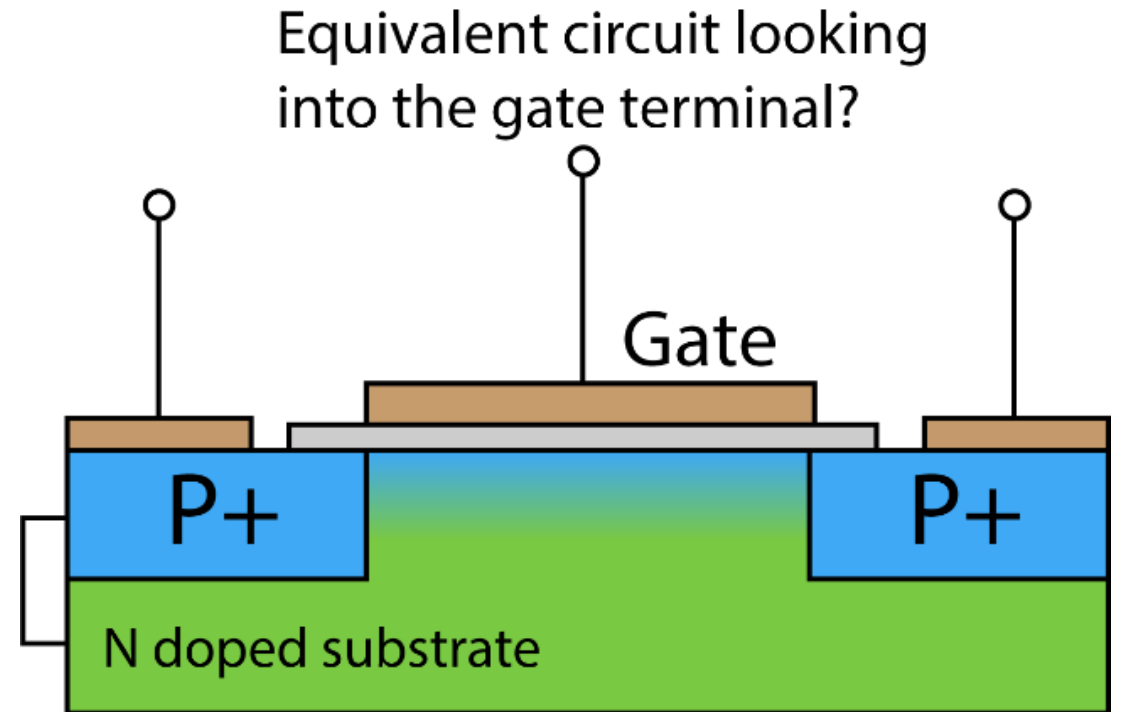 Equivalent circuit looking
into the gate terminal?
Gate
P+
P+
N doped substrate